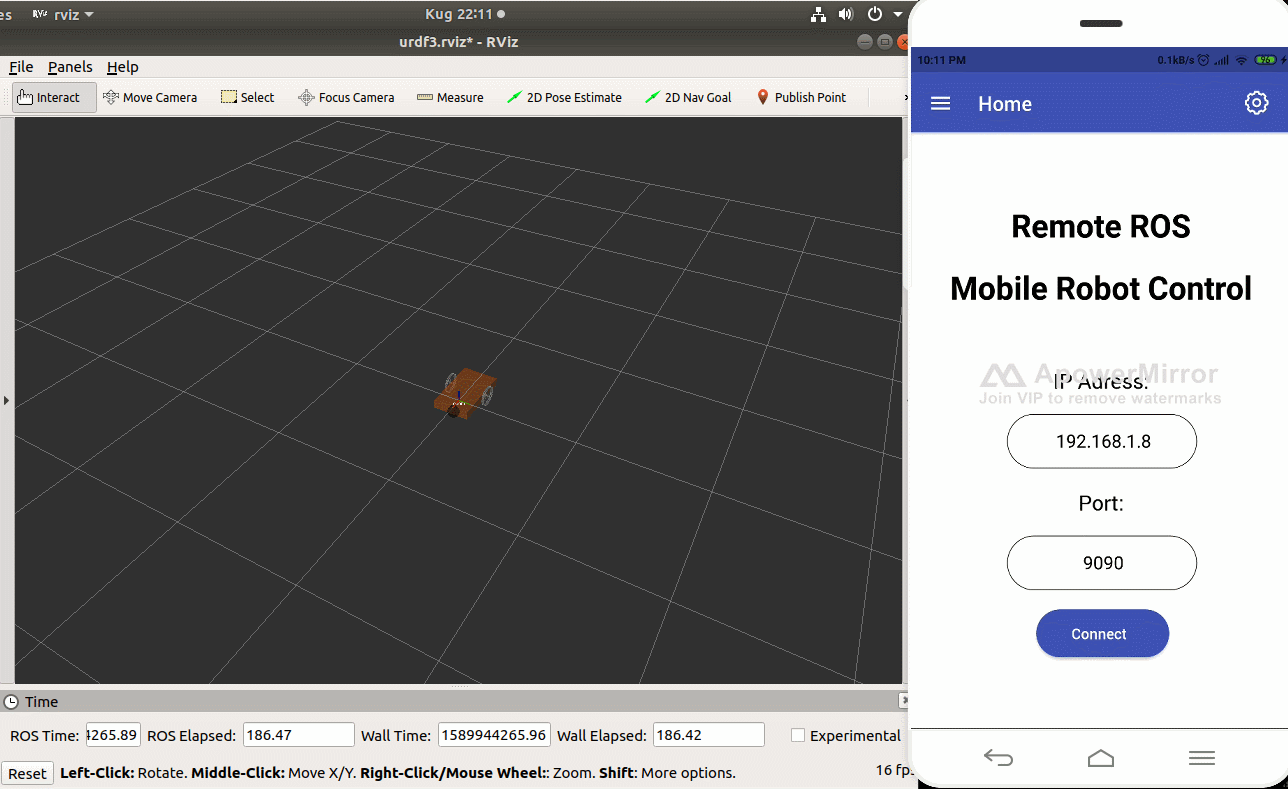 es RViz rviz Kug 22:11
urdf3.rviz* - RViz
File Panels Help
Interact Move Camera Select Focus Camera Measure 2D Pose Estimate 2D Nav Goal Publish Point
Time
ROS Time: 4265.89 ROS Elapsed: 186.47 Wall Time: 1589944265.96 Wall Elapsed: 186.42 Experimental
Reset Left-Click: Rotate. Middle-Click: Move X/Y. Right-Click/Mouse Wheel:: Zoom. Shift: More options. 16 fps
10:11 PM 0.1kB/s 96
Home
Remote ROS
Mobile Robot Control
ApowerMirror
IP Adress:
Join VIP to remove watermarks
192.168.1.8
Port:
9090
Connect